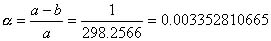 α = (a − b) / a = 1 / 298.2566 = 0.003352810665